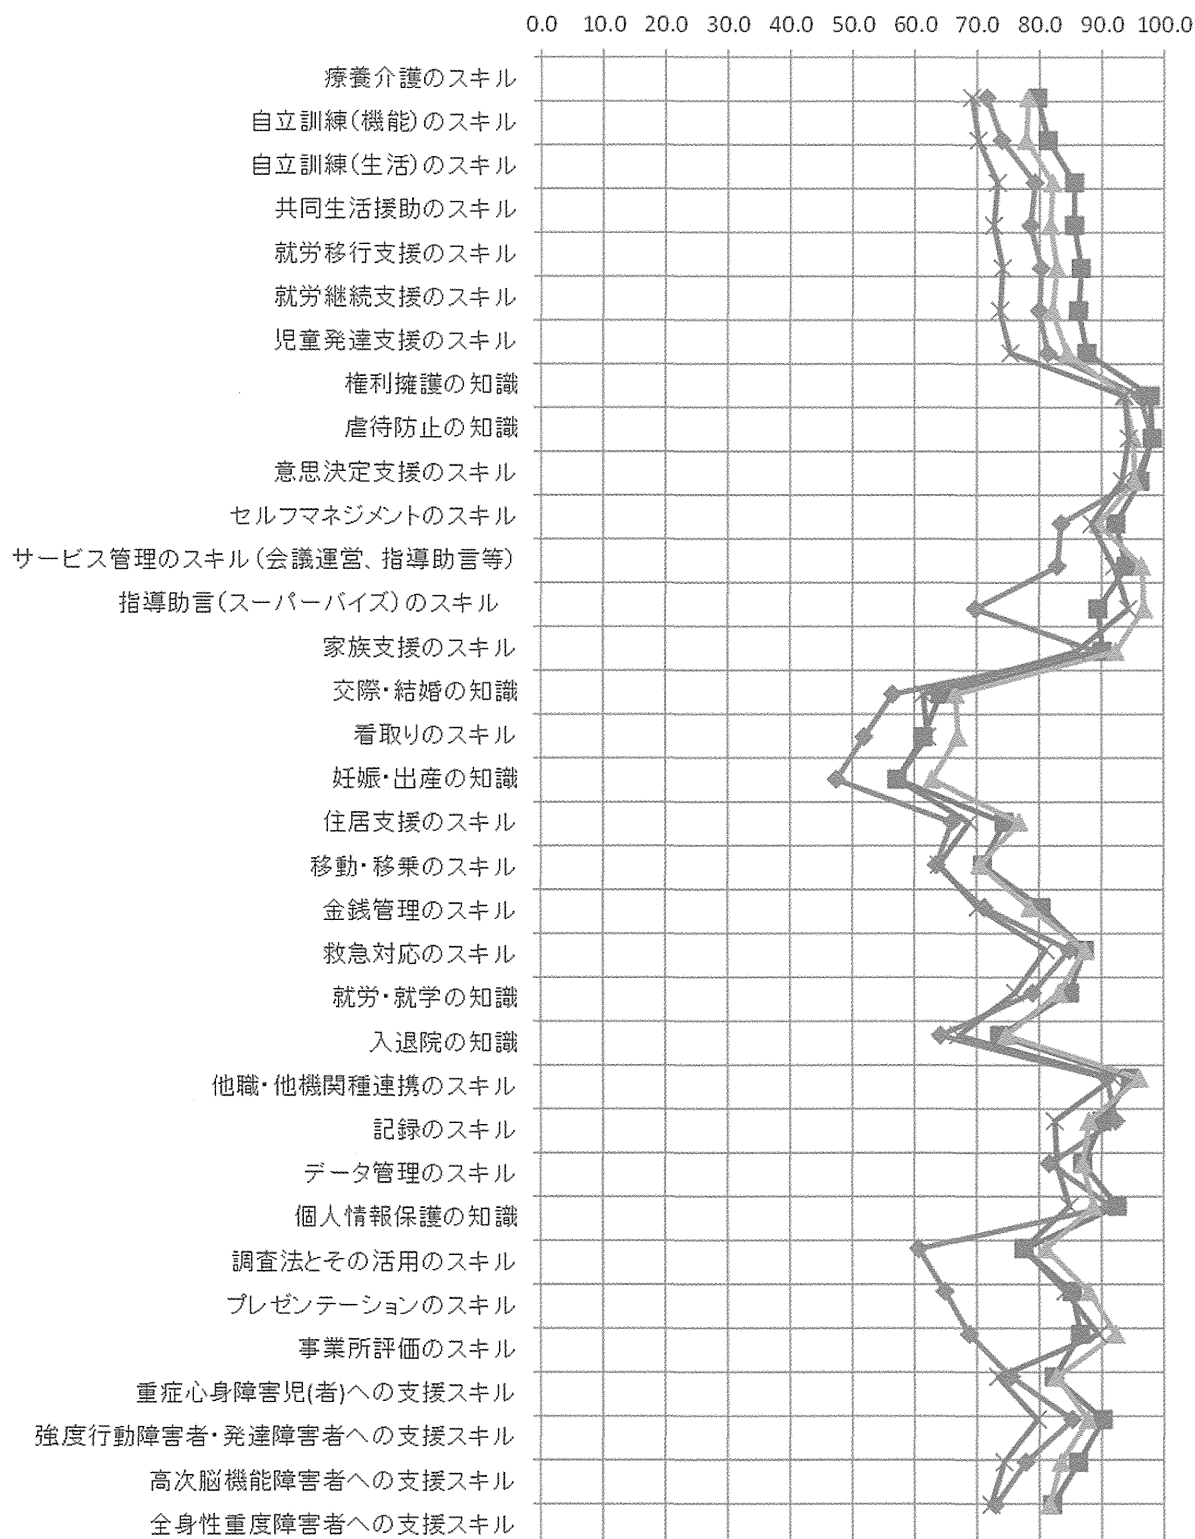 0.0 10.0 20.0 30.0 40.0 50.0 60.0 70.0 80.0 90.0 100.0
療養介護のスキル
自立訓練(機能)のスキル
自立訓練(生活)のスキル
共同生活援助のスキル
就労移行支援のスキル
就労継続支援のスキル
児童発達支援のスキル
権利擁護の知識
虐待防止の知識
意思決定支援のスキル
セルフマネジメントのスキル
サービス管理のスキル(会議運営、指導助言等)
指導助言(スーパーバイズ)のスキル
家族支援のスキル
交際・結婚の知識
看取りのスキル
妊娠・出産の知識
住居支援のスキル
移動・移乗のスキル
金銭管理のスキル
救急対応のスキル
就労・就学の知識
入退院の知識
他職・他機関種連携のスキル
記録のスキル
データ管理のスキル
個人情報保護の知識
調査法とその活用のスキル
プレゼンテーションのスキル
事業所評価のスキル
重症心身障害児(者)への支援スキル
強度行動障害者・発達障害者への支援スキル
高次脳機能障害者への支援スキル
全身性重度障害者への支援スキル